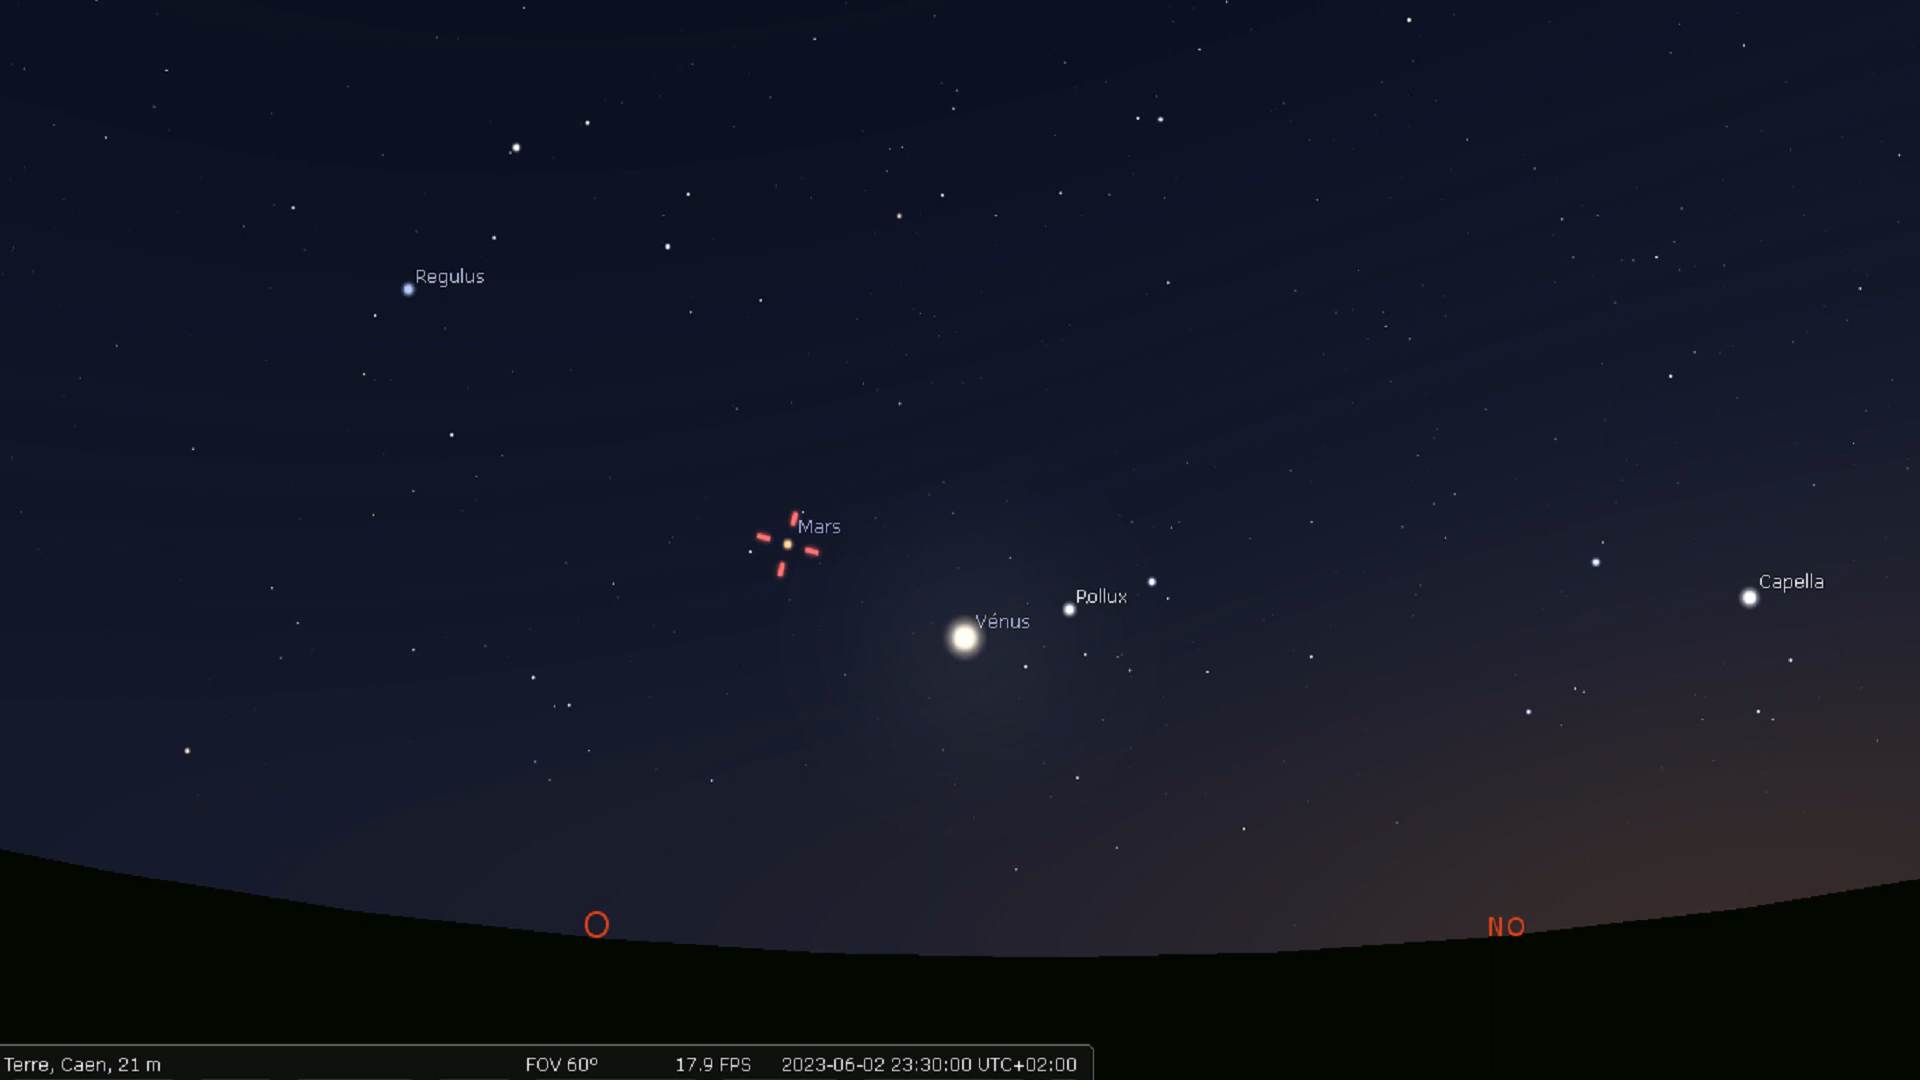 Regulus
Mars
Capella
Pollux
Vénus
O
NO
Terre, Caen, 21 m FOV 60° 17.9 FPS 2023-06-02 23:30:00 UTC+02:00